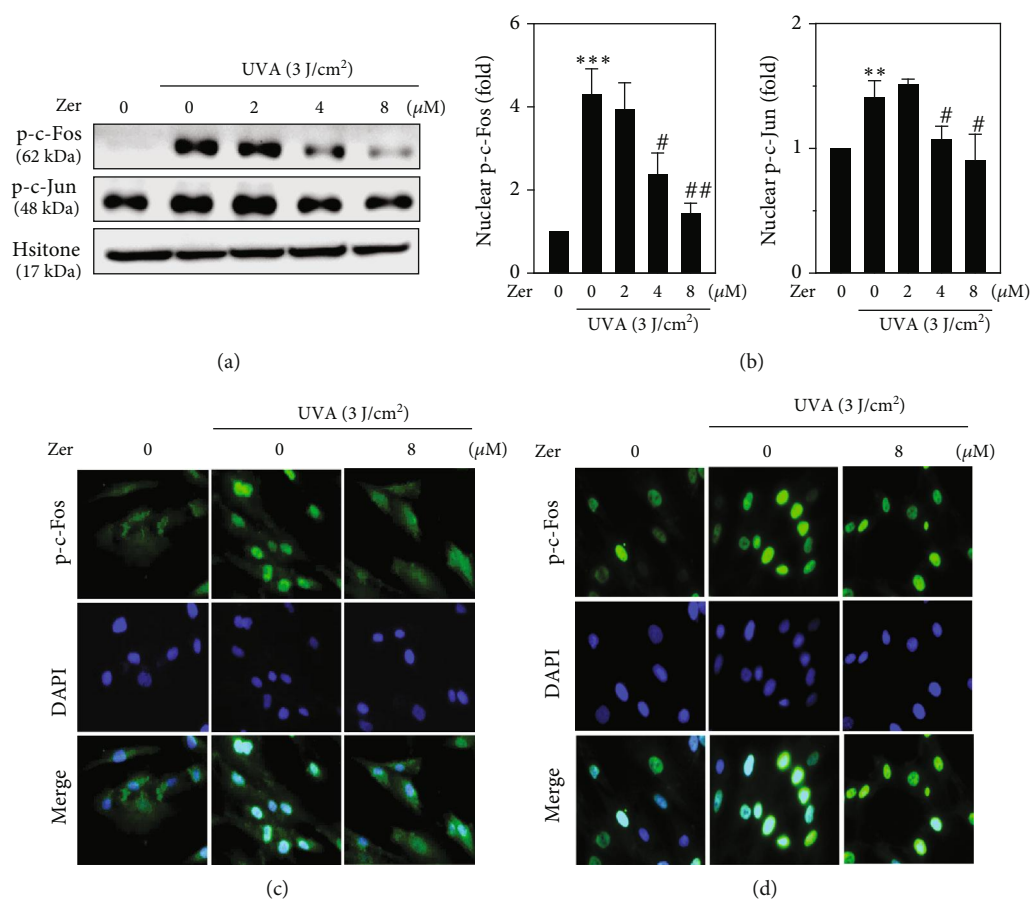 UVA (3 J/cm²)
Zer 0 0 2 4 8 (μM)
p-c-Fos
(62 kDa)
p-c-Jun
(48 kDa)
Hsitone
(17 kDa)
(a)
Nuclear p-c-Fos (fold)
6
4
2
0
***
#
##
Zer 0 0 2 4 8 (μM)
UVA (3 J/cm²)
Nuclear p-c-Jun (fold)
2
1
0
**
#
#
Zer 0 0 2 4 8 (μM)
UVA (3 J/cm²)
(b)
UVA (3 J/cm²)
Zer 0 0 8 (μM)
p-c-Fos
DAPI
Merge
(c)
UVA (3 J/cm²)
Zer 0 0 8 (μM)
p-c-Fos
DAPI
Merge
(d)